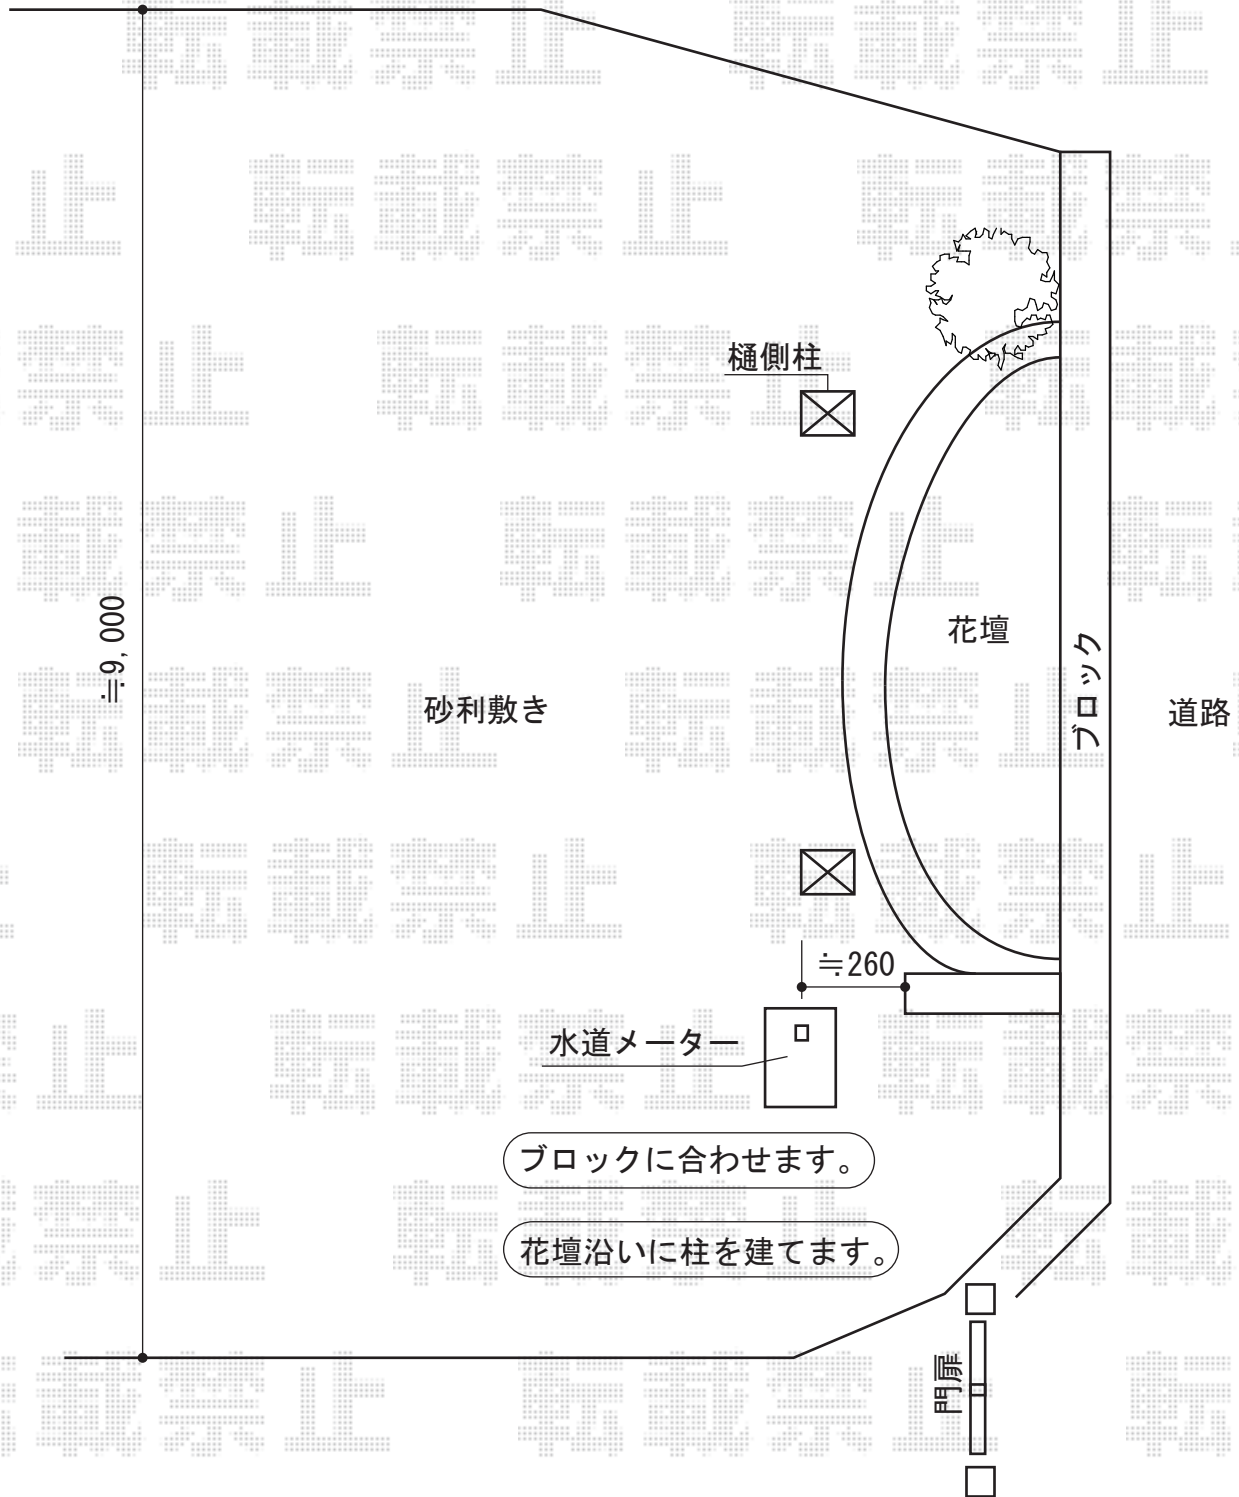 転載禁止
樋側柱
≒9,000
花壇
砂利敷き
ブロック
道路
≒260
水道メーター
ブロックに合わせます。
花壇沿いに柱を建てます。
門扉